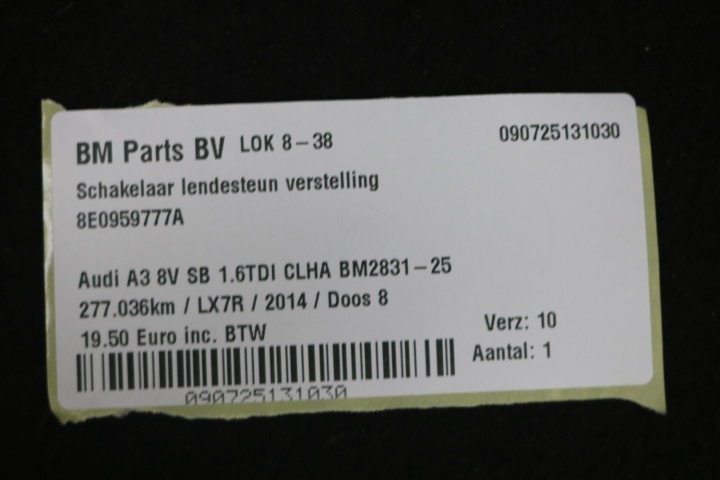 BM Parts BV LOK 8-38 090725131030
Schakelaar lendesteun verstelling
8E0959777A
Audi A3 8V SB 1.6TDI CLHA BM2831-25
277.036km / LX7R / 2014 / Doos 8
19.50 Euro inc. BTW
Verz: 10
Aantal: 1
090725131030